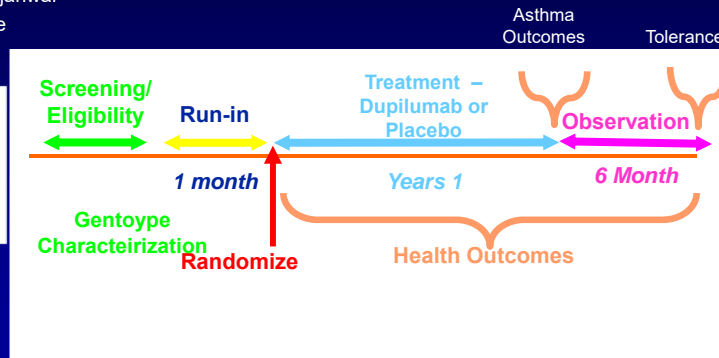 Asthma
Outcomes
Tolerance
Screening/
Eligibility
Run-in
Treatment –
Dupilumab or
Placebo
Observation
1 month
Years 1
6 Month
Gentoype
Characteirization
Randomize
Health Outcomes